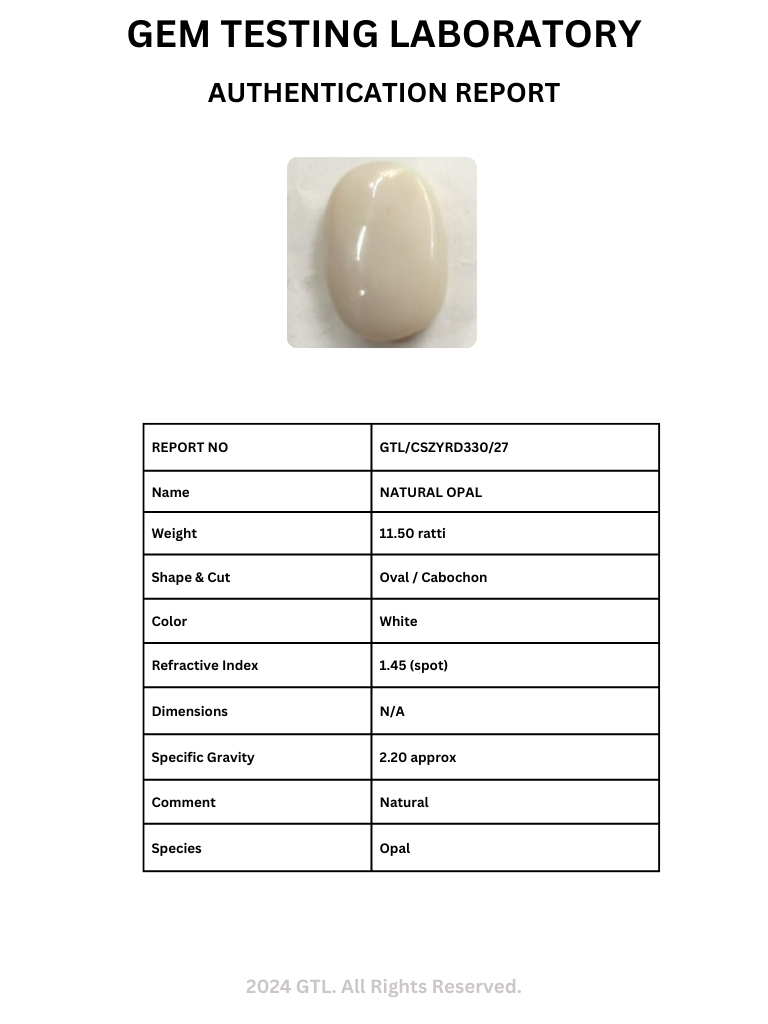 GEM TESTING LABORATORY
AUTHENTICATION REPORT
REPORT NO GTL/CSZYRD330/27
Name NATURAL OPAL
Weight 11.50 ratti
Shape & Cut Oval / Cabochon
Color White
Refractive Index 1.45 (spot)
Dimensions N/A
Specific Gravity 2.20 approx
Comment Natural
Species Opal
2024 GTL. All Rights Reserved.